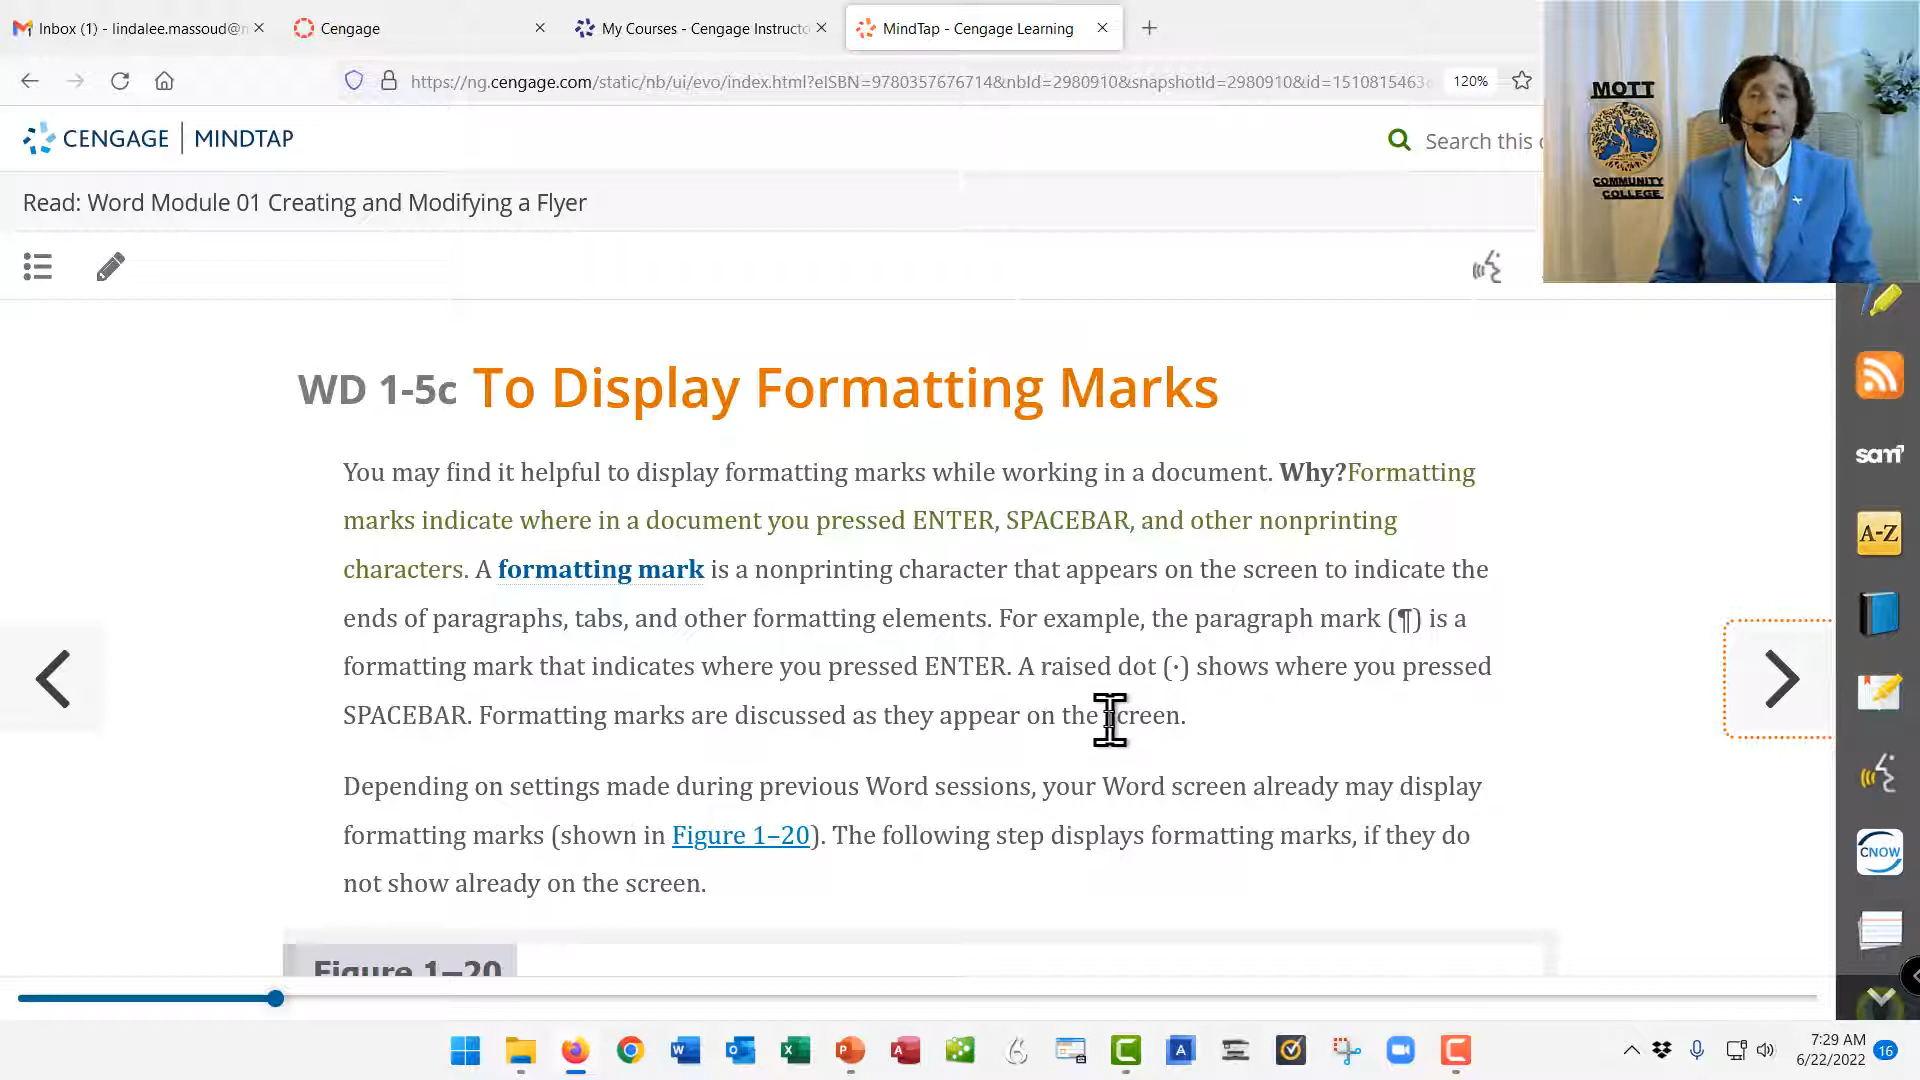 Inbox (1) - lindalee.massoud@
Cengage
My Courses - Cengage Instructo
MindTap - Cengage Learning
https://ng.cengage.com/static/nb/ui/evo/index.html?eISBN=9780357676714&nbId=2980910&snapshotId=2980910&id=1510815463
120%
MOTT
COMMUNITY
COLLEGE
CENGAGE | MINDTAP
Search this
Read: Word Module 01 Creating and Modifying a Flyer
WD 1-5c To Display Formatting Marks
You may find it helpful to display formatting marks while working in a document. Why?Formatting
marks indicate where in a document you pressed ENTER, SPACEBAR, and other nonprinting
characters. A formatting mark is a nonprinting character that appears on the screen to indicate the
ends of paragraphs, tabs, and other formatting elements. For example, the paragraph mark (¶) is a
formatting mark that indicates where you pressed ENTER. A raised dot (·) shows where you pressed
SPACEBAR. Formatting marks are discussed as they appear on the screen.
Depending on settings made during previous Word sessions, your Word screen already may display
formatting marks (shown in Figure 1–20). The following step displays formatting marks, if they do
not show already on the screen.
Figure 1–20
sam
A-Z
CNOW
7:29 AM
6/22/2022
16